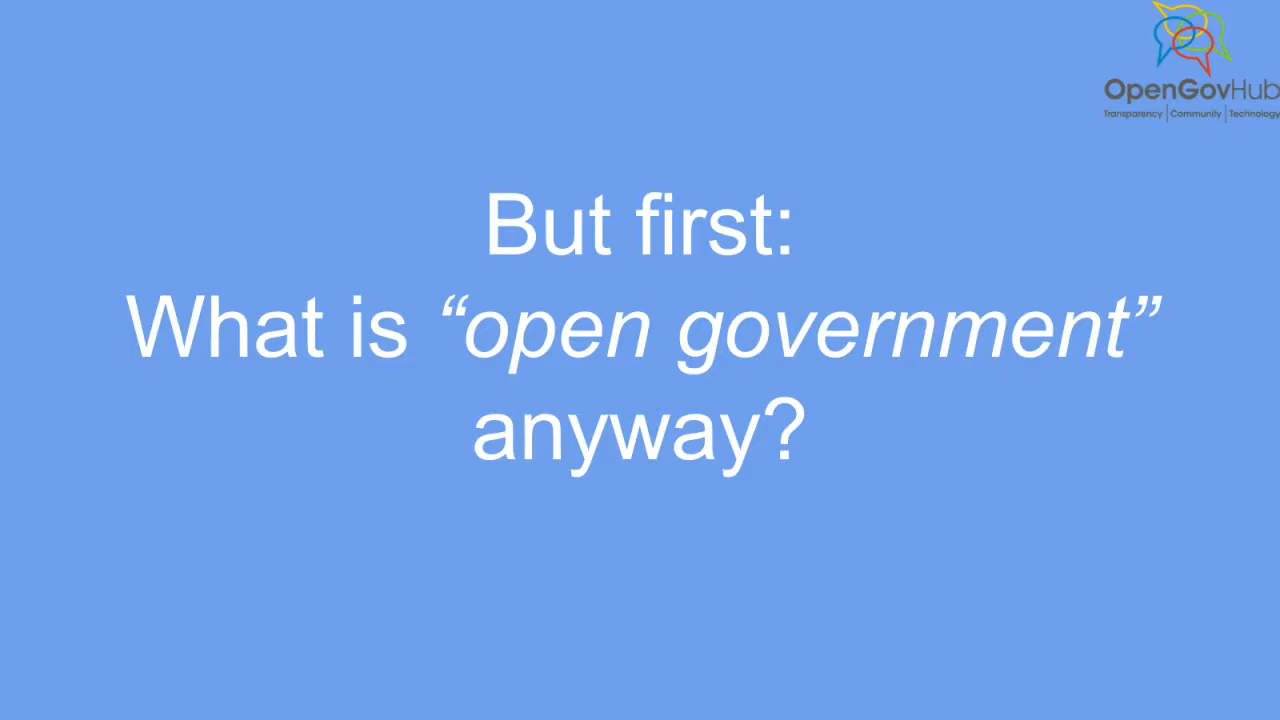 OpenGovHub
Transparency | Community | Technology
But first:
What is “open government”
anyway?